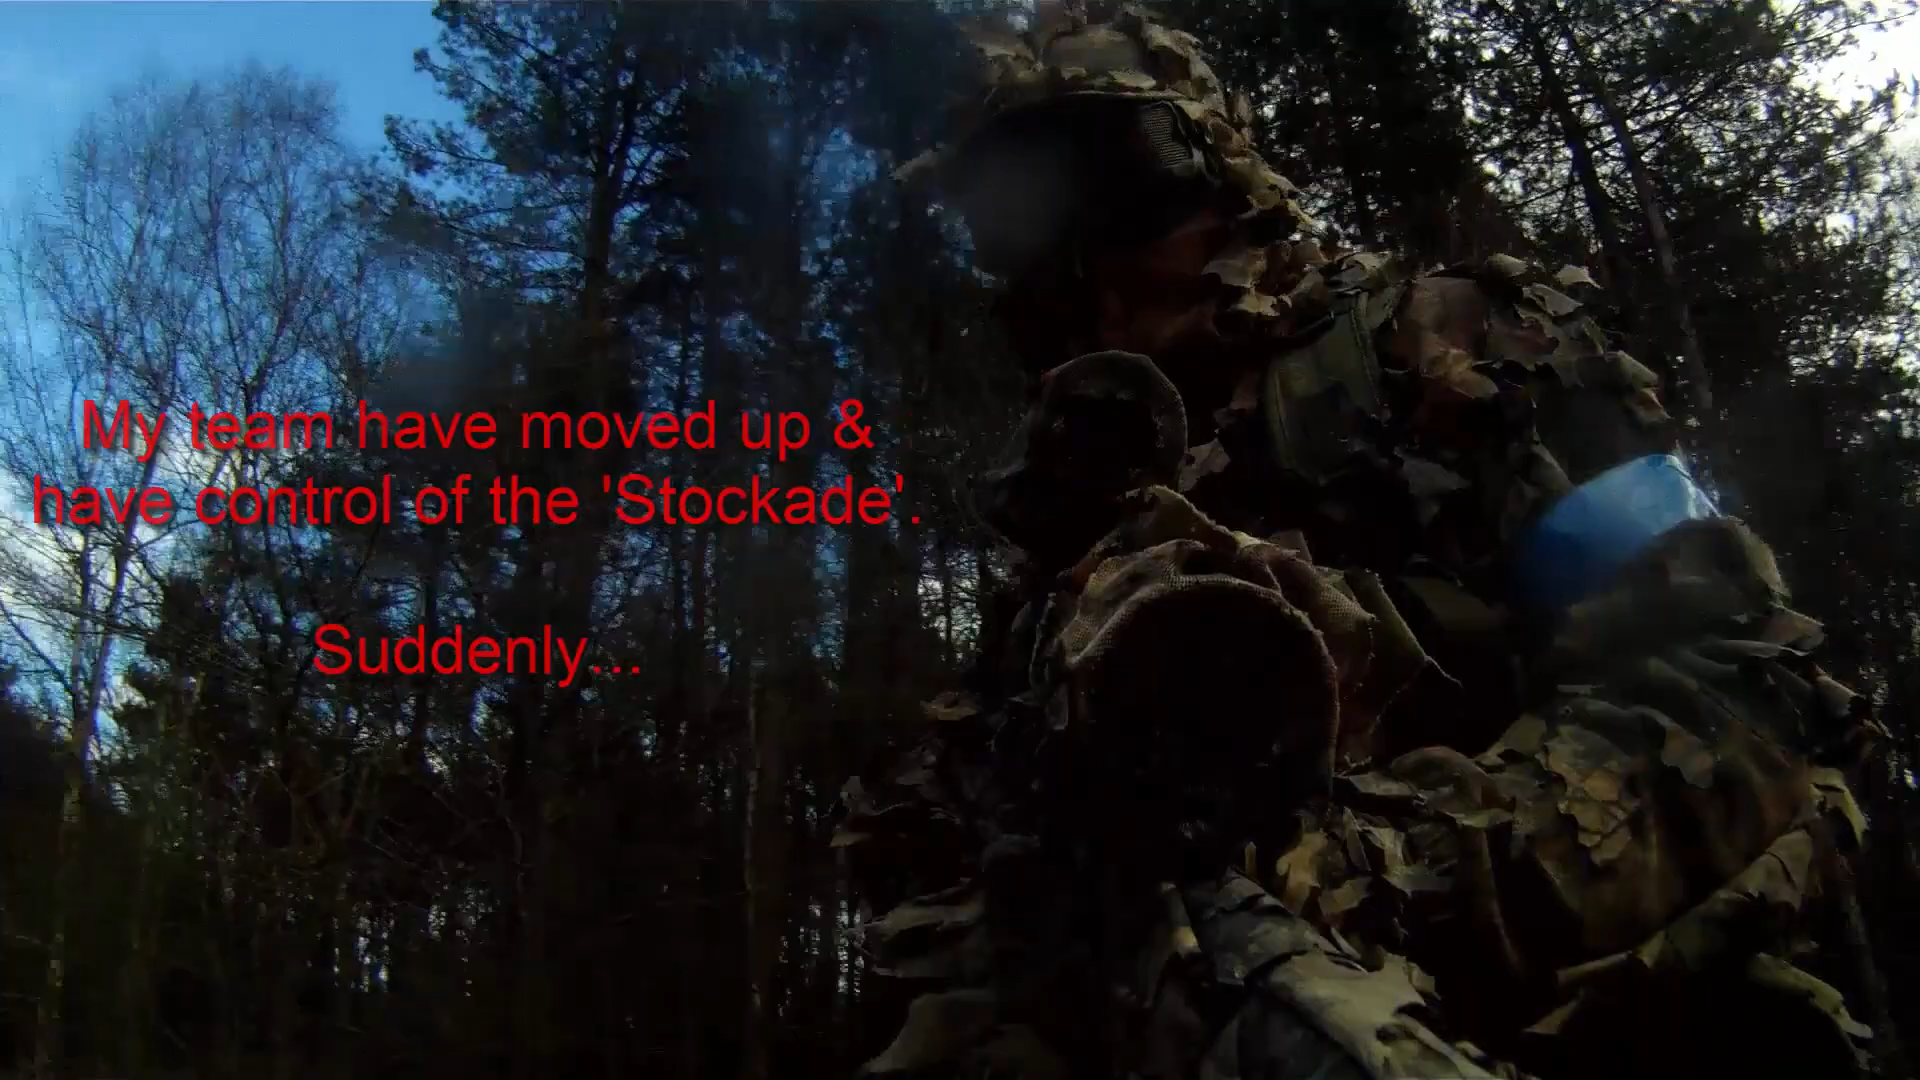 My team have moved up &
have control of the 'Stockade'.
Suddenly...